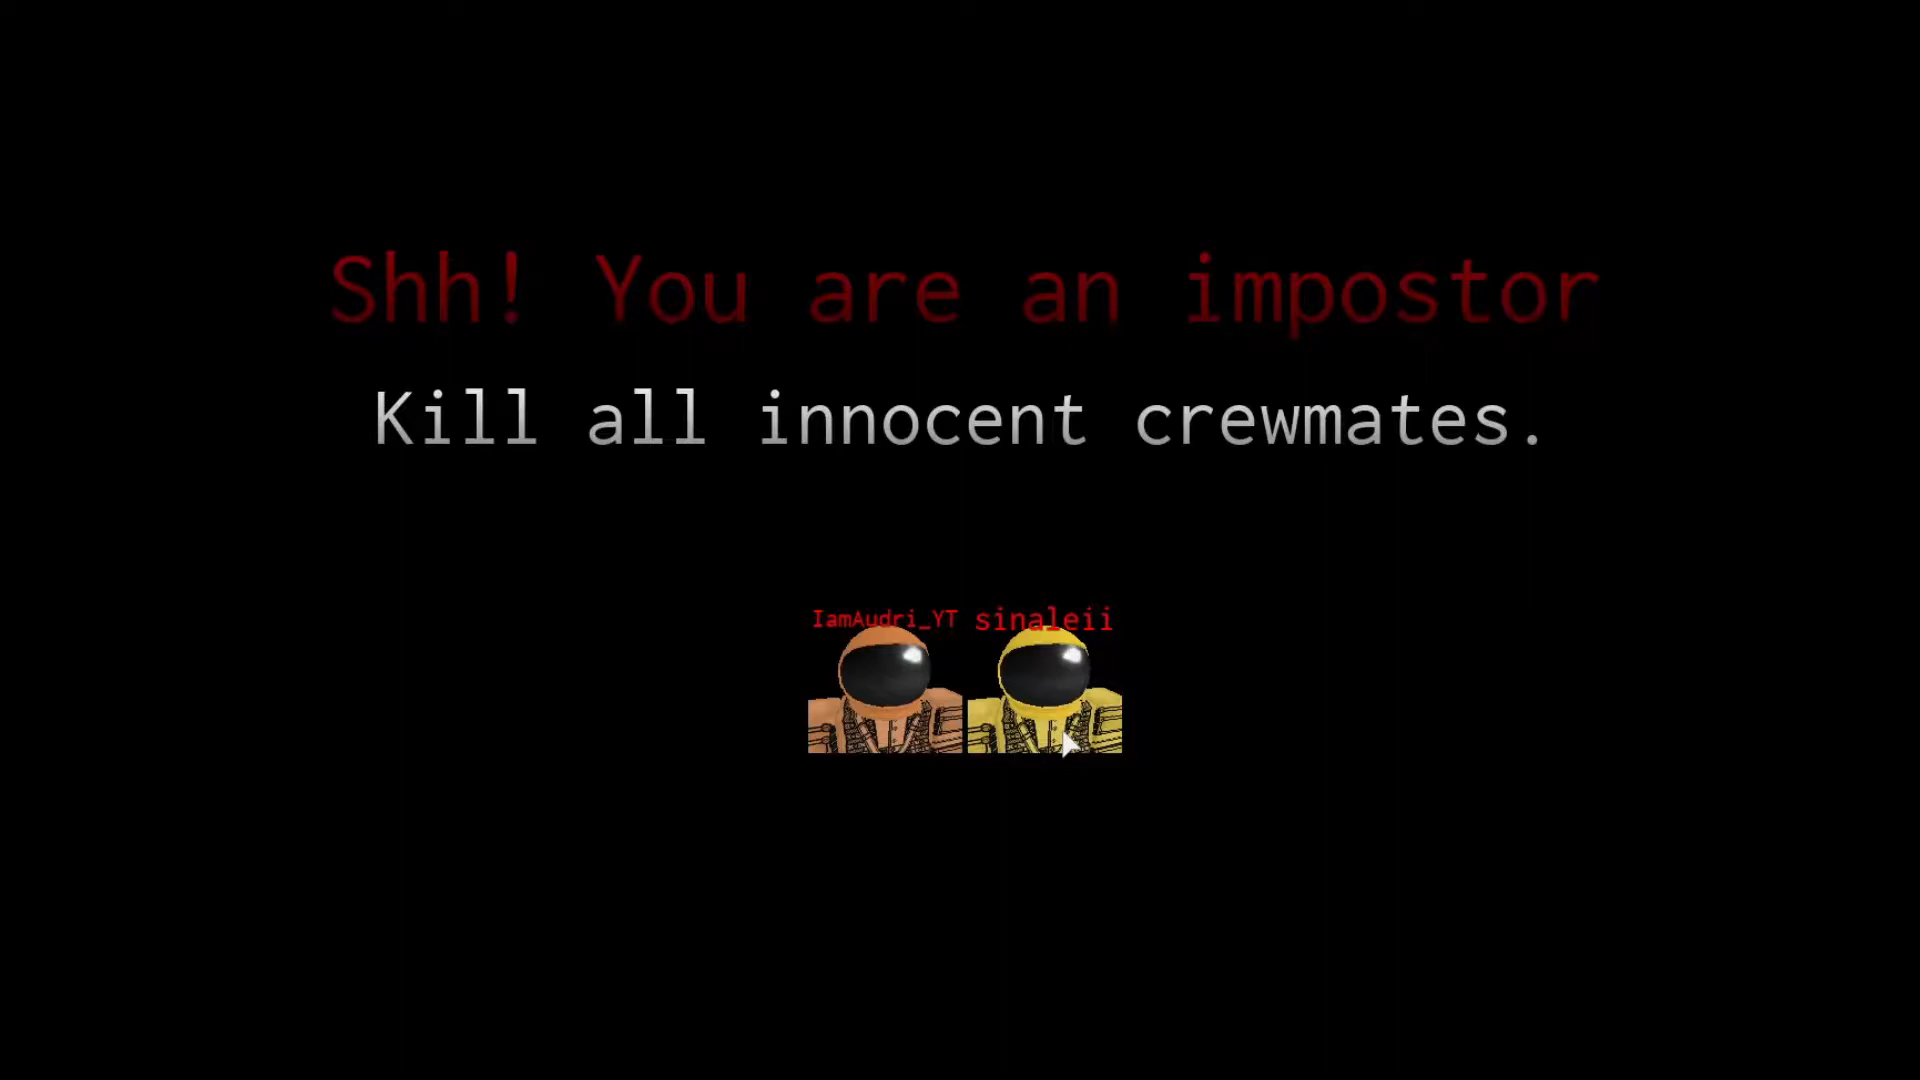 Shh! You are an impostor
Kill all innocent crewmates.
IamAudri_YT sinaleii